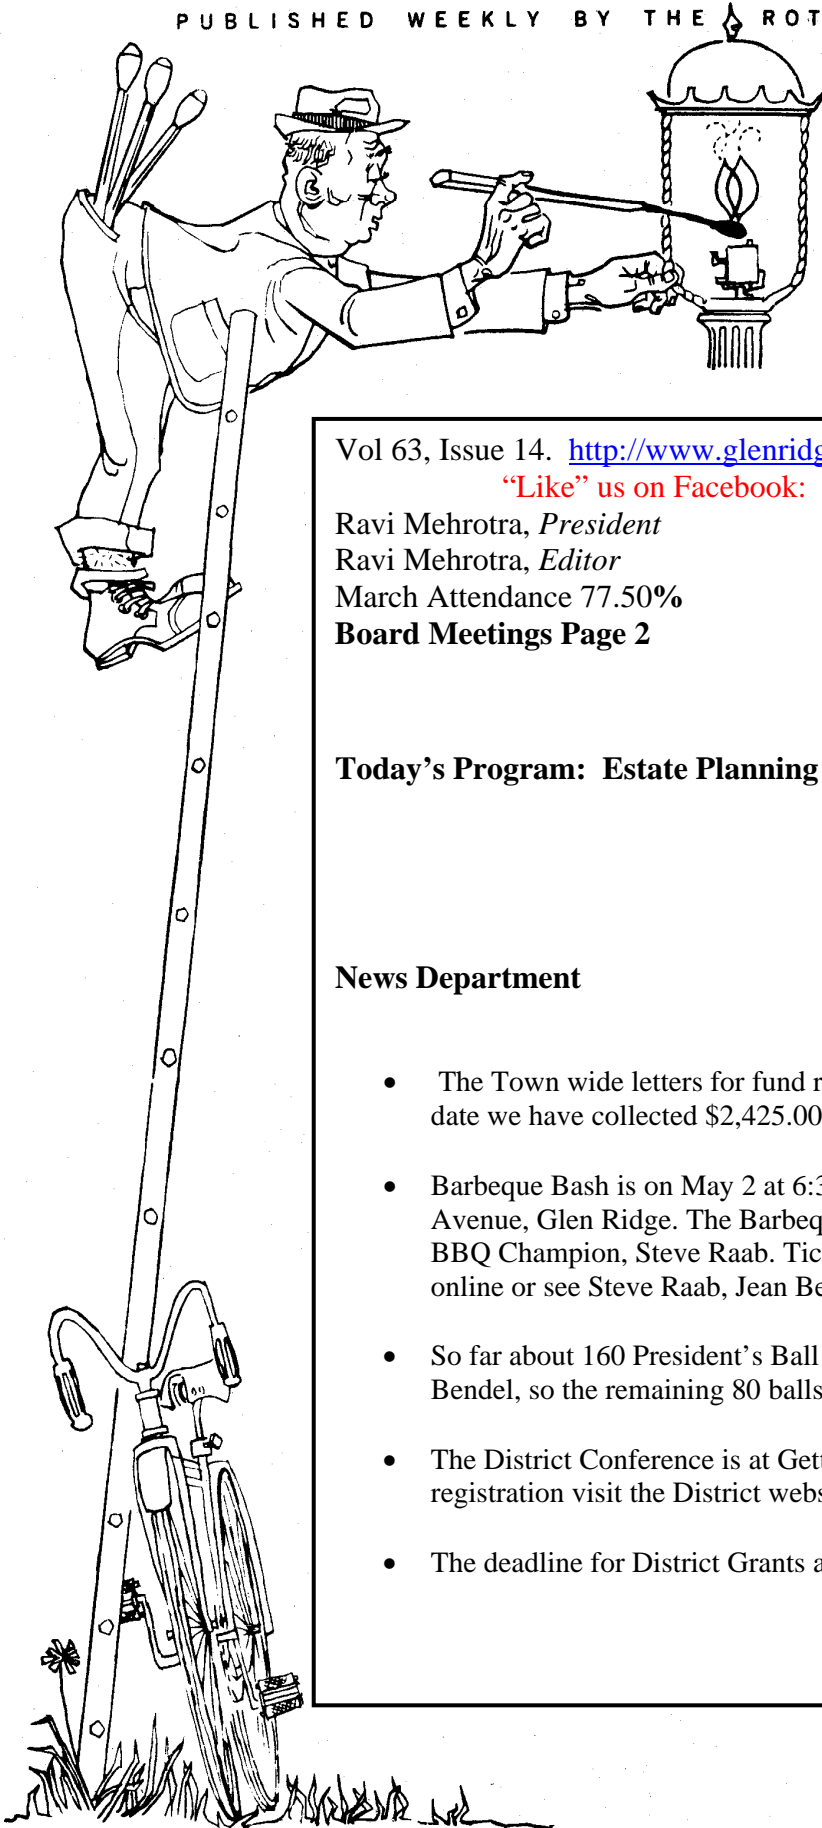 PUBLISHED WEEKLY BY THE ROT
Vol 63, Issue 14. http://www.glenridg
“Like” us on Facebook:
Ravi Mehrotra, President
Ravi Mehrotra, Editor
March Attendance 77.50%
Board Meetings Page 2
Today’s Program: Estate Planning
News Department
• The Town wide letters for fund r
date we have collected $2,425.00
• Barbeque Bash is on May 2 at 6:3
Avenue, Glen Ridge. The Barbeq
BBQ Champion, Steve Raab. Tic
online or see Steve Raab, Jean Be
• So far about 160 President’s Ball
Bendel, so the remaining 80 balls
• The District Conference is at Gett
registration visit the District webs
• The deadline for District Grants a